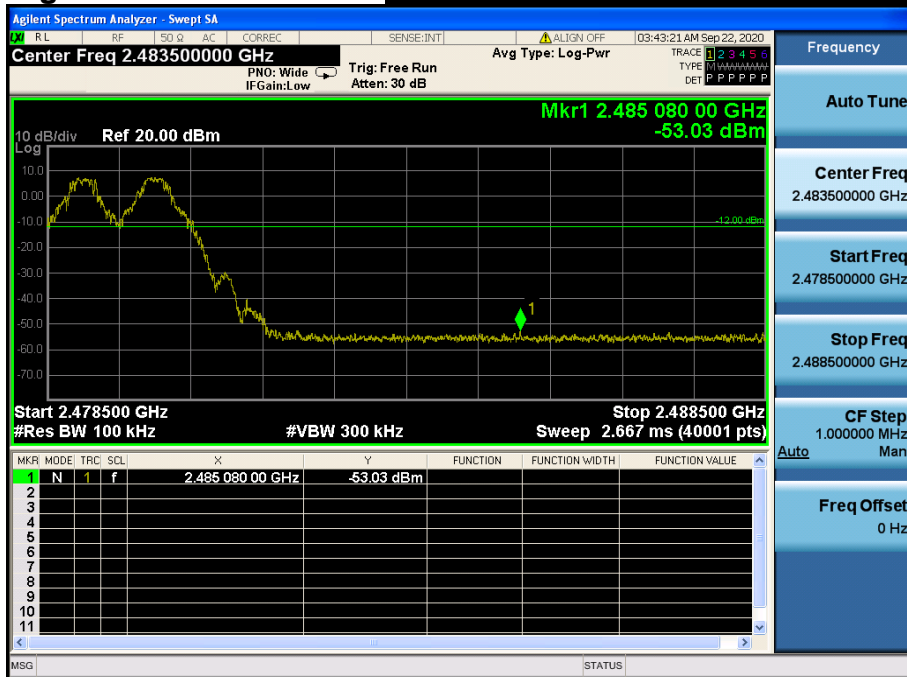 Agilent Spectrum Analyzer - Swept SA
LXI RL RF 50 Ω AC CORREC SENSE:INT ALIGN OFF 03:43:21 AM Sep 22, 2020
Center Freq 2.483500000 GHz
PNO: Wide
IFGain:Low
Trig: Free Run
Atten: 30 dB
Avg Type: Log-Pwr
TRACE 1 2 3 4 5 6
TYPE M WWWWW
DET P P P P P P
Mkr1 2.485 080 00 GHz
-53.03 dBm
10 dB/div Ref 20.00 dBm
Log
10.0
0.00
-10.0
-12.00 dBm
-20.0
-30.0
-40.0
1
-50.0
-60.0
-70.0
Start 2.478500 GHz Stop 2.488500 GHz
#Res BW 100 kHz #VBW 300 kHz Sweep 2.667 ms (40001 pts)
MKR MODE TRC SCL X Y FUNCTION FUNCTION WIDTH FUNCTION VALUE
1 N 1 f 2.485 080 00 GHz -53.03 dBm
2
3
4
5
6
7
8
9
10
11
MSG STATUS
Frequency
Auto Tune
Center Freq
2.483500000 GHz
Start Freq
2.478500000 GHz
Stop Freq
2.488500000 GHz
CF Step
1.000000 MHz
Auto Man
Freq Offset
0 Hz